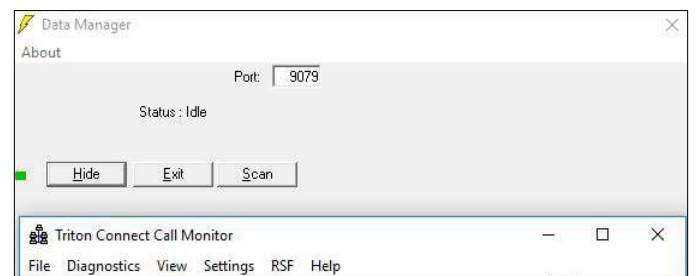 Data Manager
About
Port: 9079
Status : Idle
Hide Exit Scan
Triton Connect Call Monitor
File Diagnostics View Settings RSF Help